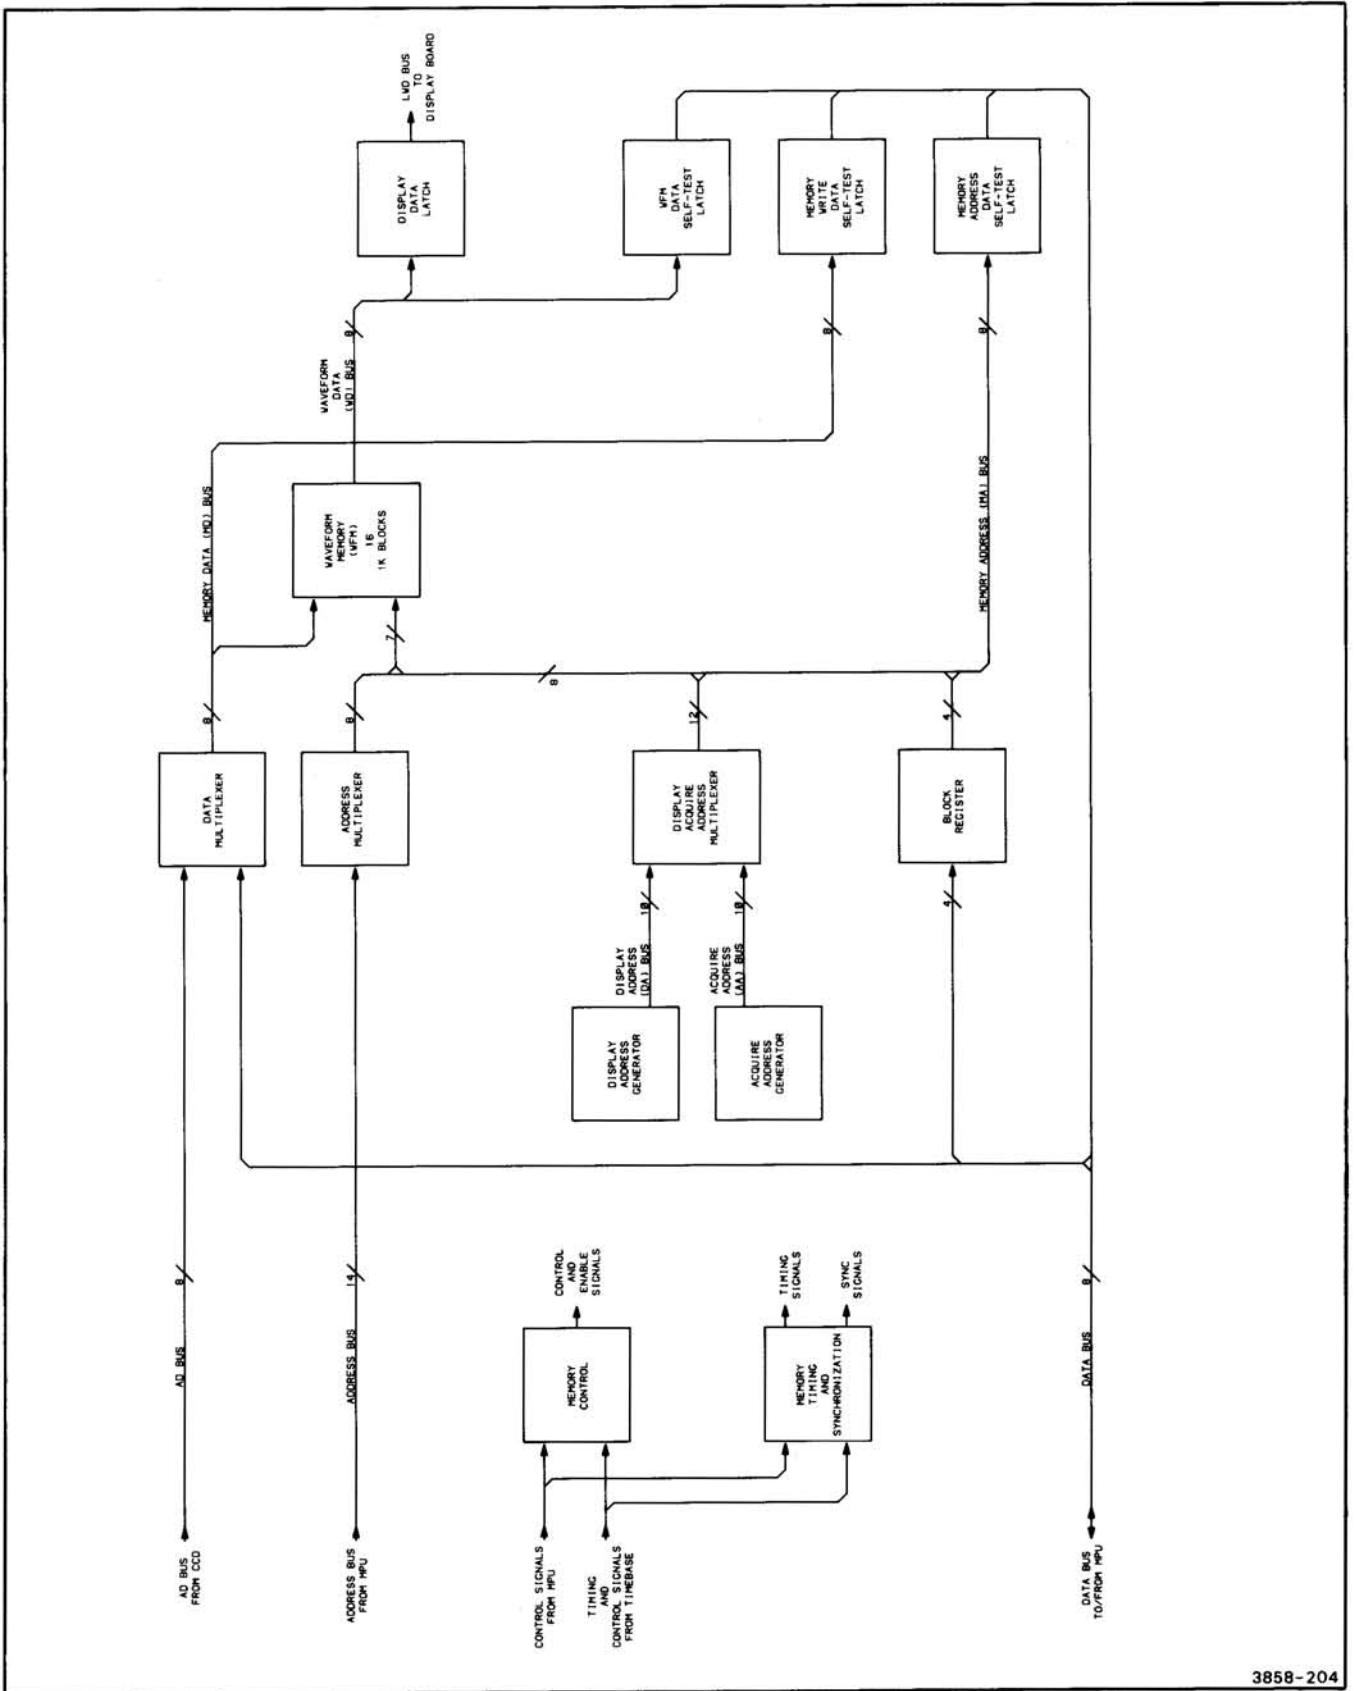 AD BUS
FROM CCD
AD BUS
8
ADDRESS BUS
FROM MPU
ADDRESS BUS
14
CONTROL SIGNALS
FROM MPU
TIMING
AND
CONTROL SIGNALS
FROM TIMEBASE
MEMORY
CONTROL
CONTROL
AND
ENABLE
SIGNALS
MEMORY
TIMING
AND
SYNCHRONIZATION
TIMING
SIGNALS
SYNC
SIGNALS
DATA BUS
TO/FROM MPU
DATA BUS
8
DISPLAY
ADDRESS
GENERATOR
DISPLAY
ADDRESS
(DA) BUS
10
ACQUIRE
ADDRESS
GENERATOR
ACQUIRE
ADDRESS
(AA) BUS
10
4
DATA
MULTIPLEXER
8
ADDRESS
MULTIPLEXER
8
DISPLAY
ACQUIRE
ADDRESS
MULTIPLEXER
12
BLOCK
REGISTER
4
7
8
MEMORY DATA (MD) BUS
WAVEFORM
MEMORY
(WFM)
16
1K BLOCKS
MEMORY ADDRESS (MA) BUS
WAVEFORM
DATA
(WD) BUS
8
8
8
DISPLAY
DATA
LATCH
LWD BUS
TO
DISPLAY BOARD
WFM
DATA
SELF-TEST
LATCH
MEMORY
WRITE
DATA
SELF-TEST
LATCH
MEMORY
ADDRESS
DATA
SELF-TEST
LATCH
3858-204